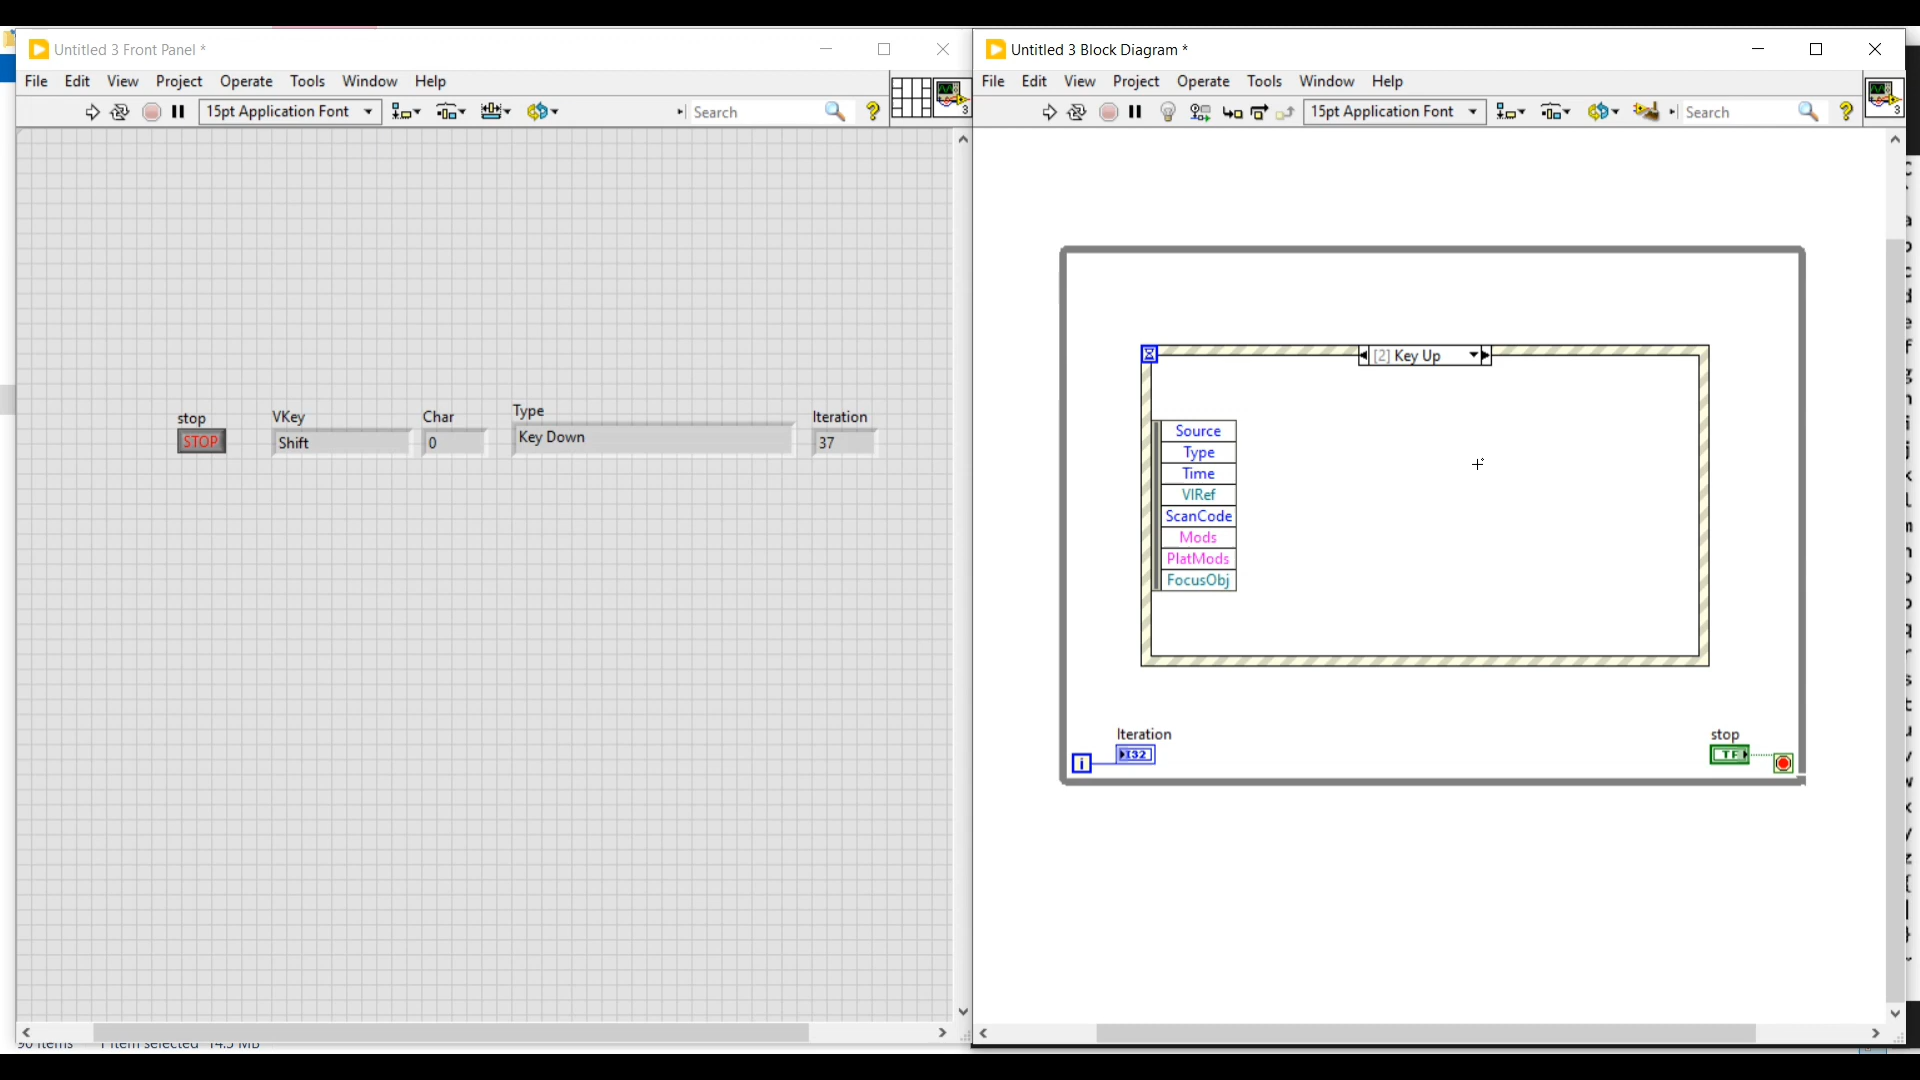 Untitled 3 Front Panel *
File Edit View Project Operate Tools Window Help
15pt Application Font
Search
3
stop
STOP
VKey
Shift
Char
0
Type
Key Down
Iteration
37
Untitled 3 Block Diagram *
File Edit View Project Operate Tools Window Help
15pt Application Font
Search
3
[2] Key Up
Source
Type
Time
VIRef
ScanCode
Mods
PlatMods
FocusObj
Iteration
I32
i
stop
TF